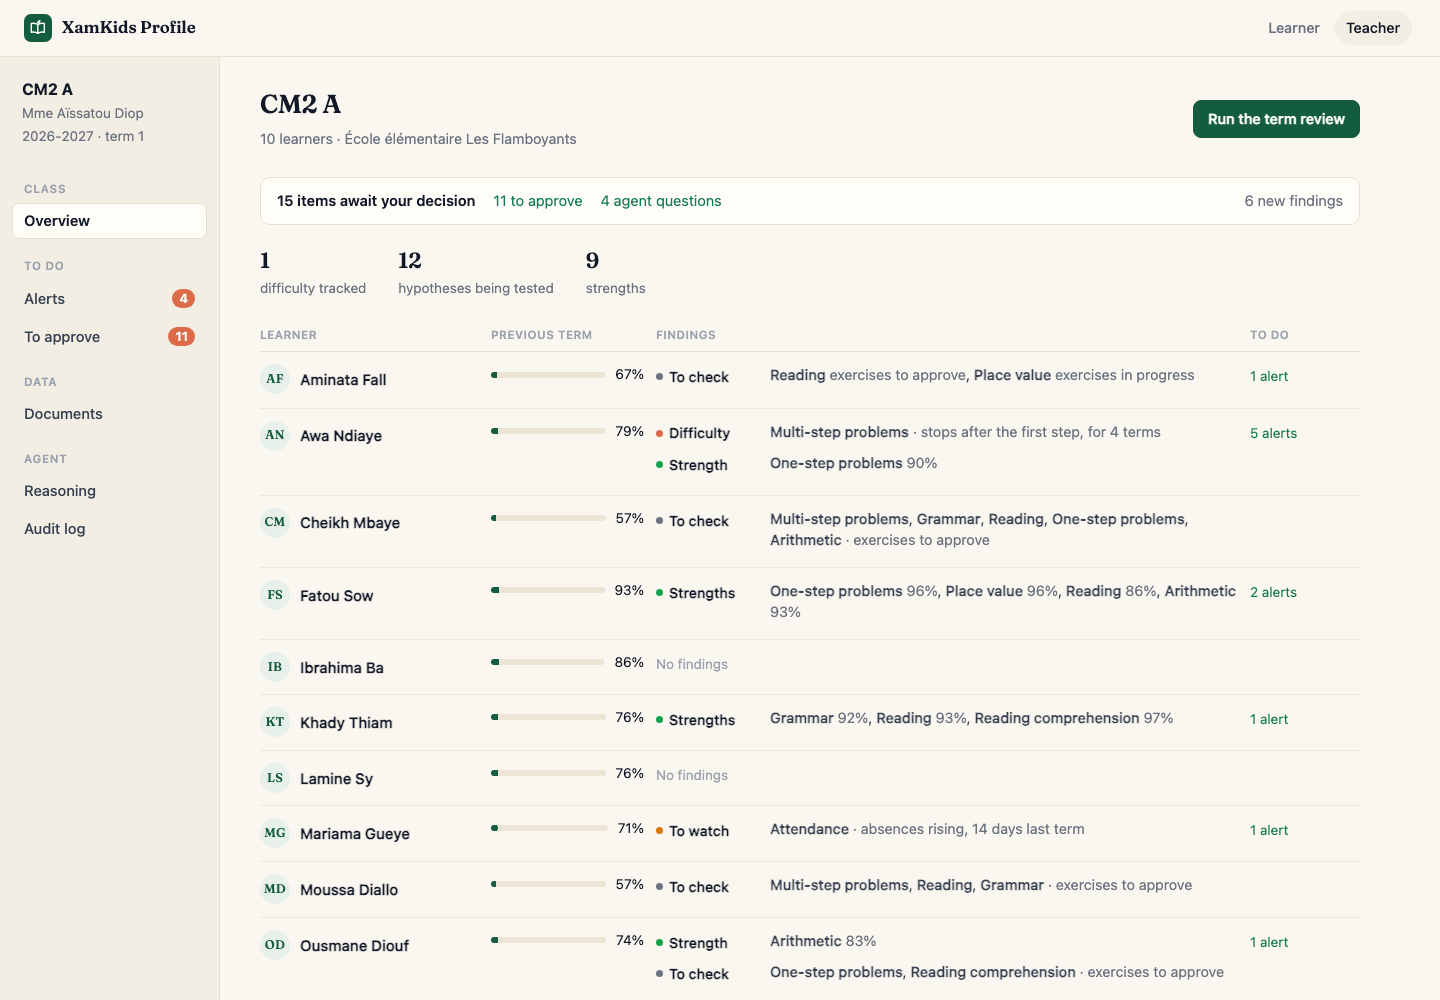 XamKids Profile
Learner
Teacher
CM2 A
Mme Aïssatou Diop
2026-2027 · term 1
CLASS
Overview
TO DO
Alerts 4
To approve 11
DATA
Documents
AGENT
Reasoning
Audit log
CM2 A
10 learners · École élémentaire Les Flamboyants
Run the term review
15 items await your decision 11 to approve 4 agent questions 6 new findings
1 12 9
difficulty tracked hypotheses being tested strengths
LEARNER PREVIOUS TERM FINDINGS TO DO
AF Aminata Fall 67% To check Reading exercises to approve, Place value exercises in progress 1 alert
AN Awa Ndiaye 79% Difficulty Multi-step problems · stops after the first step, for 4 terms 5 alerts
Strength One-step problems 90%
CM Cheikh Mbaye 57% To check Multi-step problems, Grammar, Reading, One-step problems,
Arithmetic · exercises to approve
FS Fatou Sow 93% Strengths One-step problems 96%, Place value 96%, Reading 86%, Arithmetic 2 alerts
93%
IB Ibrahima Ba 86% No findings
KT Khady Thiam 76% Strengths Grammar 92%, Reading 93%, Reading comprehension 97% 1 alert
LS Lamine Sy 76% No findings
MG Mariama Gueye 71% To watch Attendance · absences rising, 14 days last term 1 alert
MD Moussa Diallo 57% To check Multi-step problems, Reading, Grammar · exercises to approve
OD Ousmane Diouf 74% Strength Arithmetic 83% 1 alert
To check One-step problems, Reading comprehension · exercises to approve